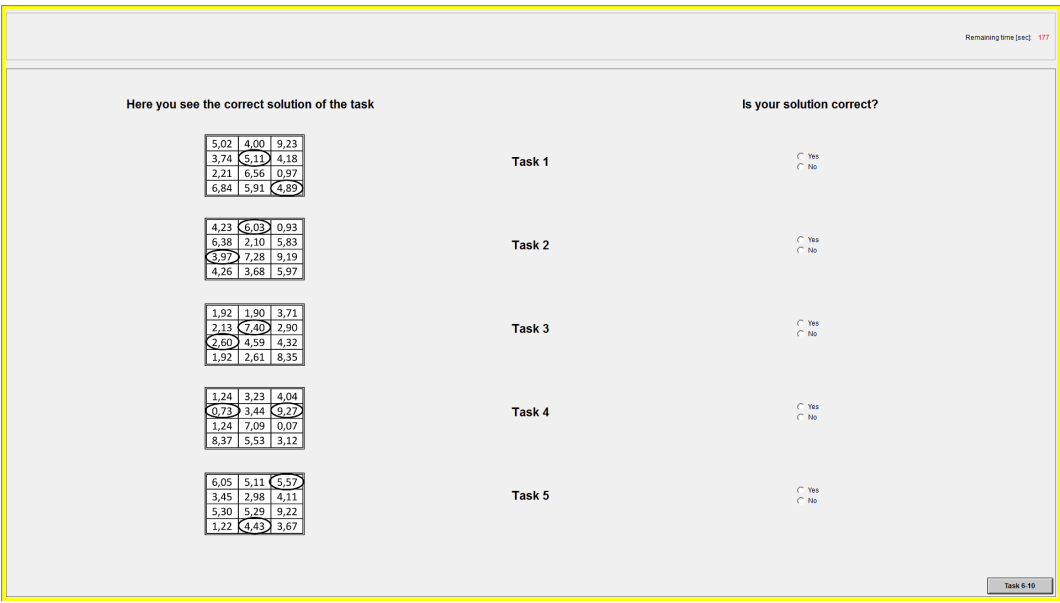 Remaining time [sec]: 177
Here you see the correct solution of the task
Is your solution correct?
5,02 4,00 9,23
3,74 5,11 4,18
2,21 6,56 0,97
6,84 5,91 4,89
Task 1
Yes
No
4,23 6,03 0,93
6,38 2,10 5,83
3,97 7,28 9,19
4,26 3,68 5,97
Task 2
Yes
No
1,92 1,90 3,71
2,13 7,40 2,90
2,60 4,59 4,32
1,92 2,61 8,35
Task 3
Yes
No
1,24 3,23 4,04
0,73 3,44 9,27
1,24 7,09 0,07
8,37 5,53 3,12
Task 4
Yes
No
6,05 5,11 5,57
3,45 2,98 4,11
5,30 5,29 9,22
1,22 4,43 3,67
Task 5
Yes
No
Task 6-10